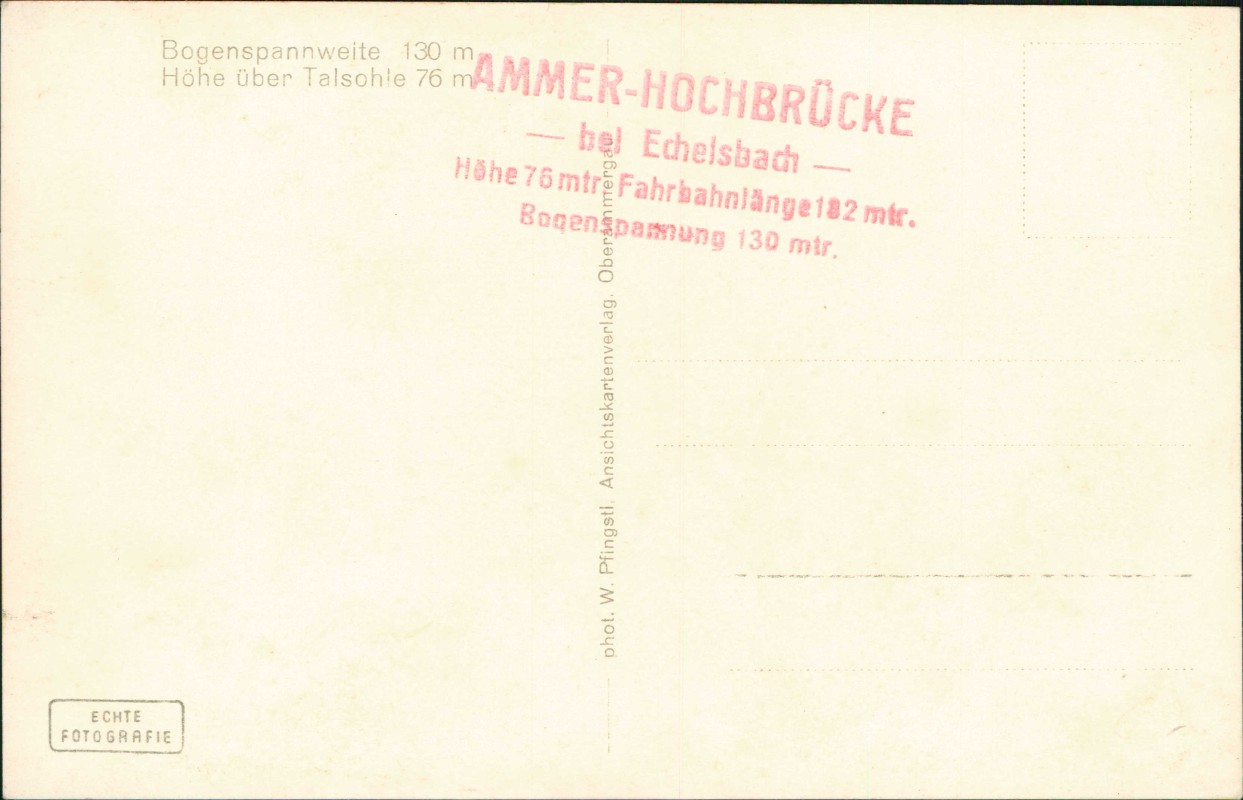 Bogenspannweite 130 m
Höhe über Talsohle 76 m
AMMER-HOCHBRÜCKE
— bei Echelsbach —
Höhe 76 mtr. Fahrbahnlänge 182 mtr.
Bogenspannung 130 mtr.
phot. W. Pfingstl. Ansichtskartenverlag. Oberammergau
ECHTE
FOTOGRAFIE